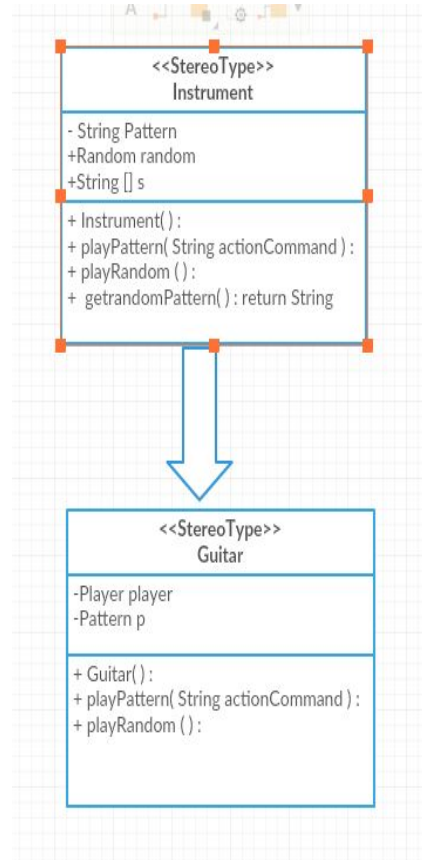 A
<<StereoType>>
Instrument
- String Pattern
+Random random
+String [] s
+ Instrument( ) :
+ playPattern( String actionCommand ) :
+ playRandom ( ) :
+ getrandomPattern( ) : return String
<<StereoType>>
Guitar
-Player player
-Pattern p
+ Guitar( ) :
+ playPattern( String actionCommand ) :
+ playRandom ( ) :